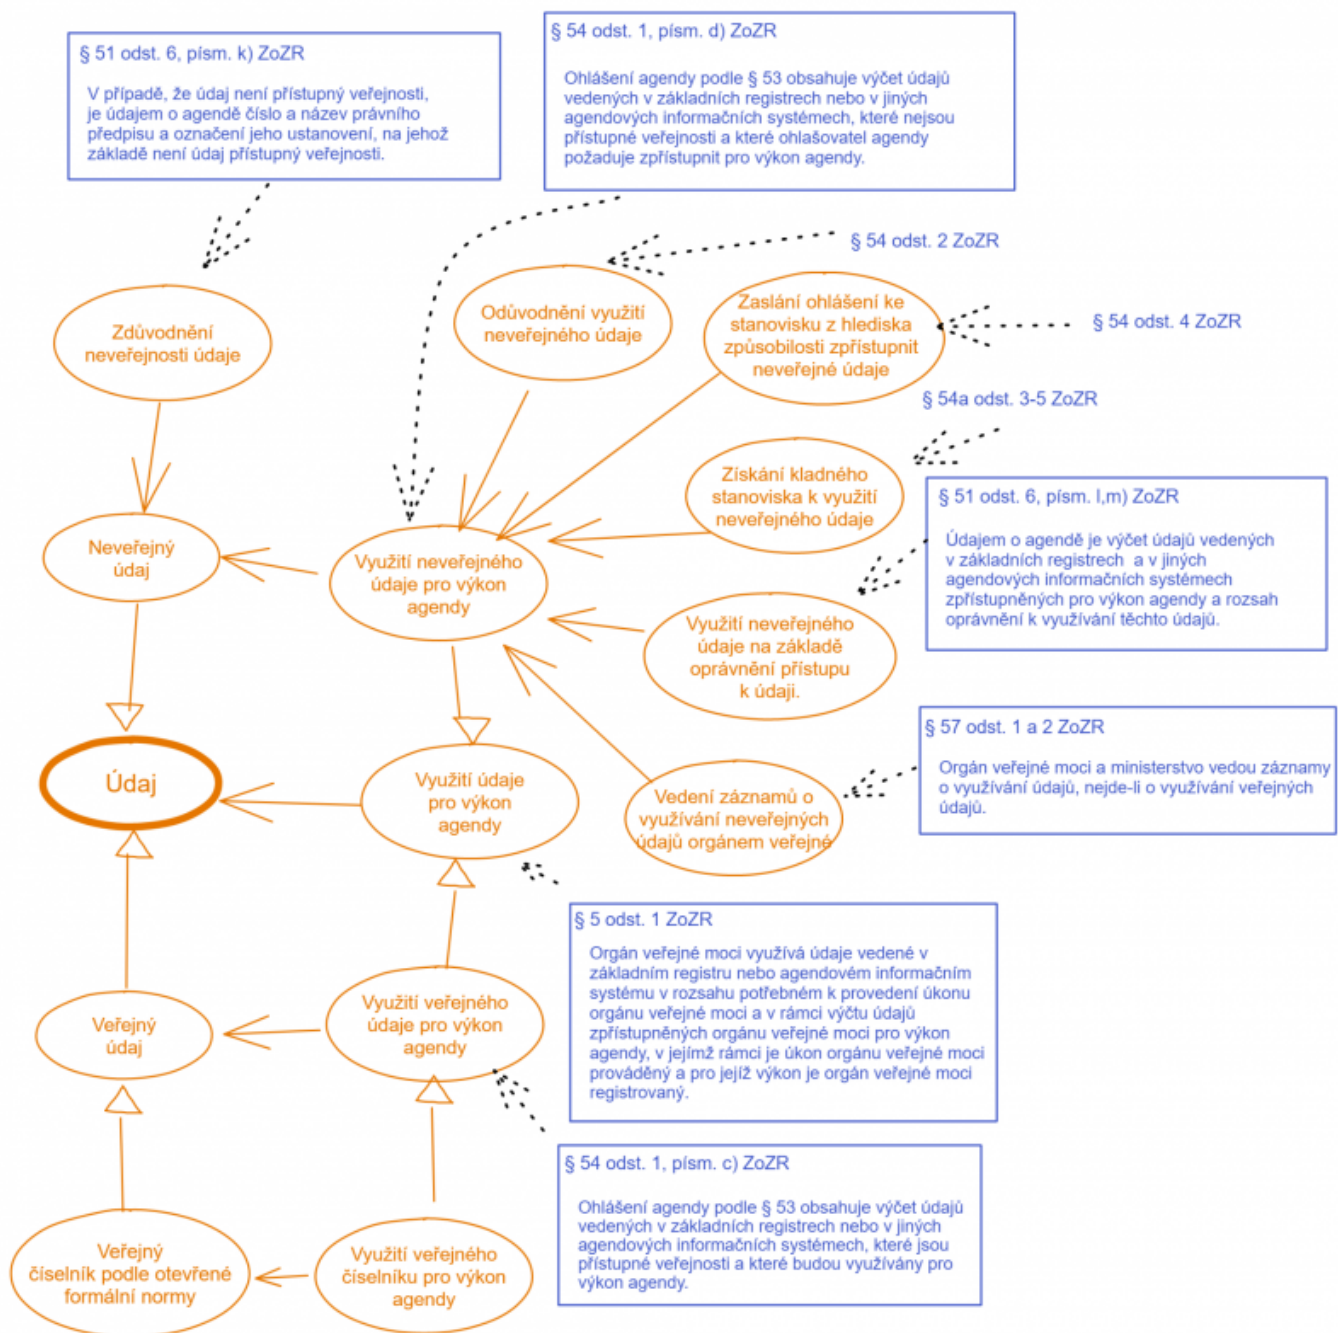 § 51 odst. 6, písm. k) ZoZR
V případě, že údaj není přístupný veřejnosti,
je údajem o agendě číslo a název právního
předpisu a označení jeho ustanovení, na jehož
základě není údaj přístupný veřejnosti.
§ 54 odst. 1, písm. d) ZoZR
Ohlášení agendy podle § 53 obsahuje výčet údajů
vedených v základních registrech nebo v jiných
agendových informačních systémech, které nejsou
přístupné veřejnosti a které ohlašovatel agendy
požaduje zpřístupnit pro výkon agendy.
§ 54 odst. 2 ZoZR
Zdůvodnění
neveřejnosti údaje
Odůvodnění využití
neveřejného údaje
Zaslání ohlášení ke
stanovisku z hlediska
způsobilosti zpřístupnit
neveřejné údaje
§ 54 odst. 4 ZoZR
§ 54a odst. 3-5 ZoZR
Získání kladného
stanoviska k využití
neveřejného údaje
§ 51 odst. 6, písm. l,m) ZoZR
Údajem o agendě je výčet údajů vedených
v základních registrech a v jiných
agendových informačních systémech
zpřístupněných pro výkon agendy a rozsah
oprávnění k využívání těchto údajů.
Neveřejný
údaj
Využití neveřejného
údaje pro výkon
agendy
Využití neveřejného
údaje na základě
oprávnění přístupu
k údaji.
§ 57 odst. 1 a 2 ZoZR
Orgán veřejné moci a ministerstvo vedou záznamy
o využívání údajů, nejde-li o využívání veřejných
údajů.
Údaj
Využití údaje
pro výkon
agendy
Vedení záznamů o
využívání neveřejných
údajů orgánem veřejné
§ 5 odst. 1 ZoZR
Orgán veřejné moci využívá údaje vedené v
základním registru nebo agendovém informačním
systému v rozsahu potřebném k provedení úkonu
orgánu veřejné moci a v rámci výčtu údajů
zpřístupněných orgánu veřejné moci pro výkon
agendy, v jejímž rámci je úkon orgánu veřejné moci
prováděný a pro jejíž výkon je orgán veřejné moci
registrovaný.
Veřejný
údaj
Využití veřejného
údaje pro výkon
agendy
§ 54 odst. 1, písm. c) ZoZR
Ohlášení agendy podle § 53 obsahuje výčet údajů
vedených v základních registrech nebo v jiných
agendových informačních systémech, které jsou
přístupné veřejnosti a které budou využívány pro
výkon agendy.
Veřejný
číselník podle otevřené
formální normy
Využití veřejného
číselníku pro výkon
agendy